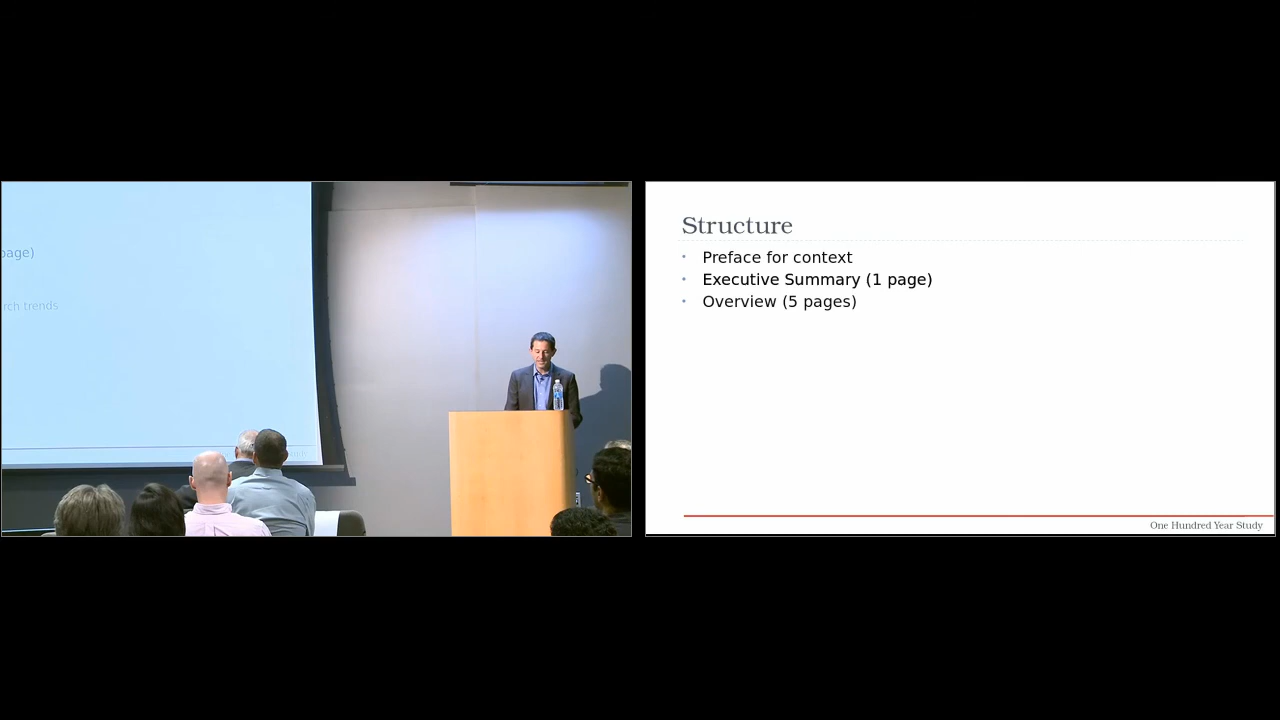 page)
rch trends
Structure
• Preface for context
• Executive Summary (1 page)
• Overview (5 pages)
One Hundred Year Study